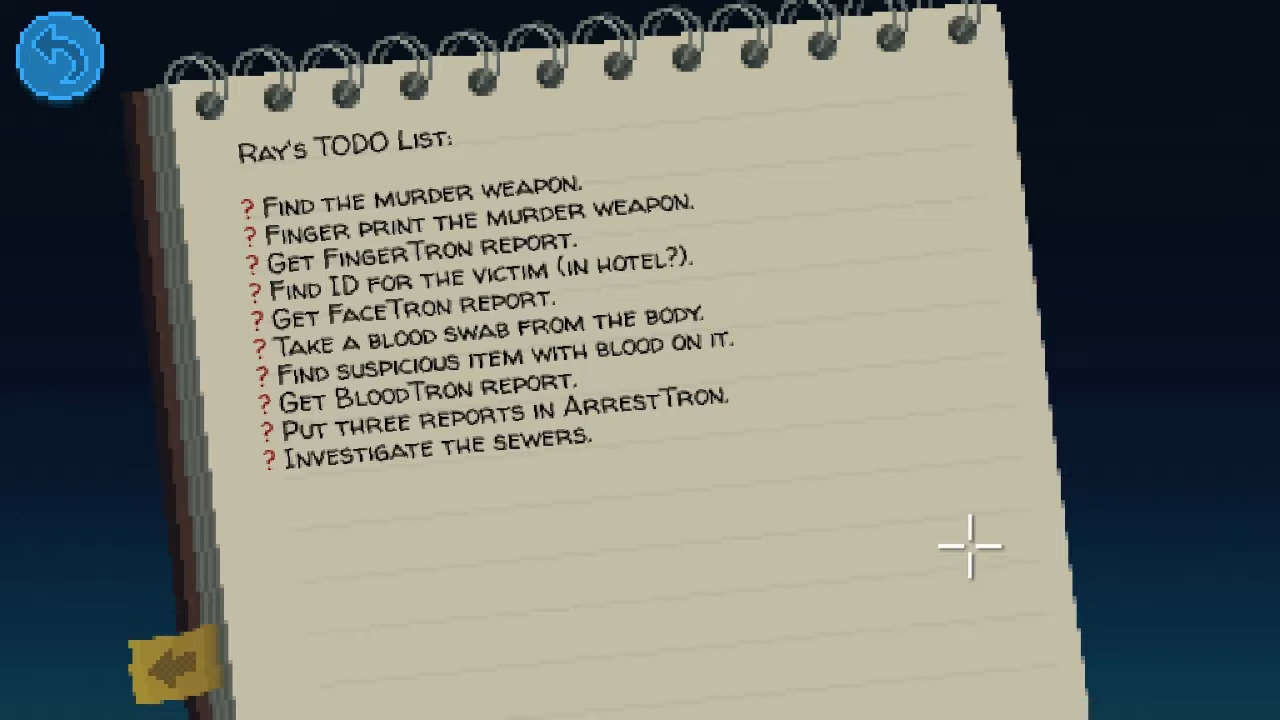 Ray's TODO List:
? Find the murder weapon.
? Finger print the murder weapon.
? Get FingerTron report.
? Find ID for the victim (in hotel?).
? Get FaceTron report.
? Take a blood swab from the body.
? Find suspicious item with blood on it.
? Get BloodTron report.
? Put three reports in ArrestTron.
? Investigate the sewers.